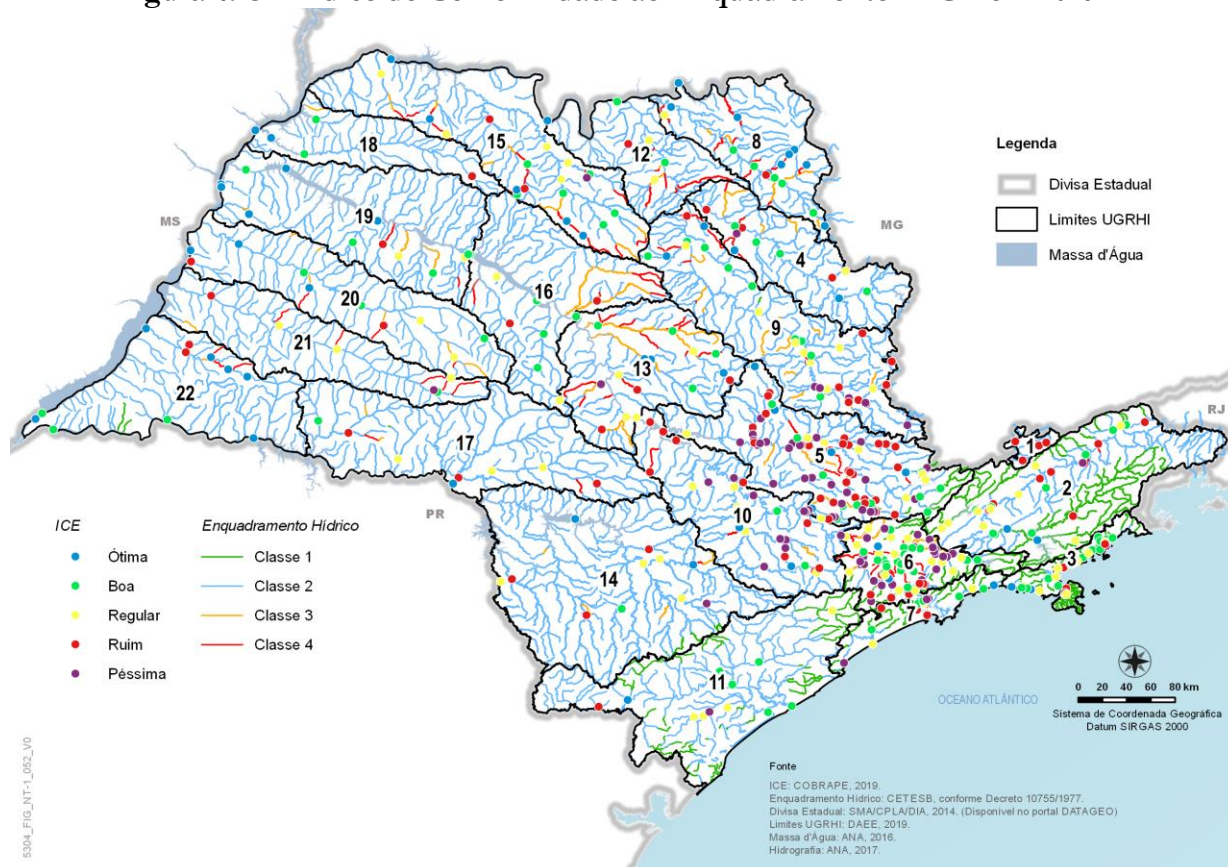 18
15
12
8
Legenda
Divisa Estadual
Limites UGRHI
Massa d'Água
MS
19
MG
4
16
20
9
21
13
22
RJ
17
5
1
2
PR
10
3
6
14
7
11
ICE
Enquadramento Hídrico
Ótima
Classe 1
Boa
Classe 2
Regular
Classe 3
Ruim
Classe 4
Péssima
0 20 40 60 80 km
OCEANO ATLÂNTICO
Sistema de Coordenada Geográfica
Datum SIRGAS 2000
Fonte
ICE: COBRAPE, 2019.
Enquadramento Hídrico: CETESB, conforme Decreto 10755/1977.
Divisa Estadual: SMA/CPLA/DIA, 2014. (Disponível no portal DATAGEO)
Limites UGRHI: DAEE, 2019.
Massa d'Água: ANA, 2016.
Hidrografia: ANA, 2017.
5304_FIG_NT-1_052_V0